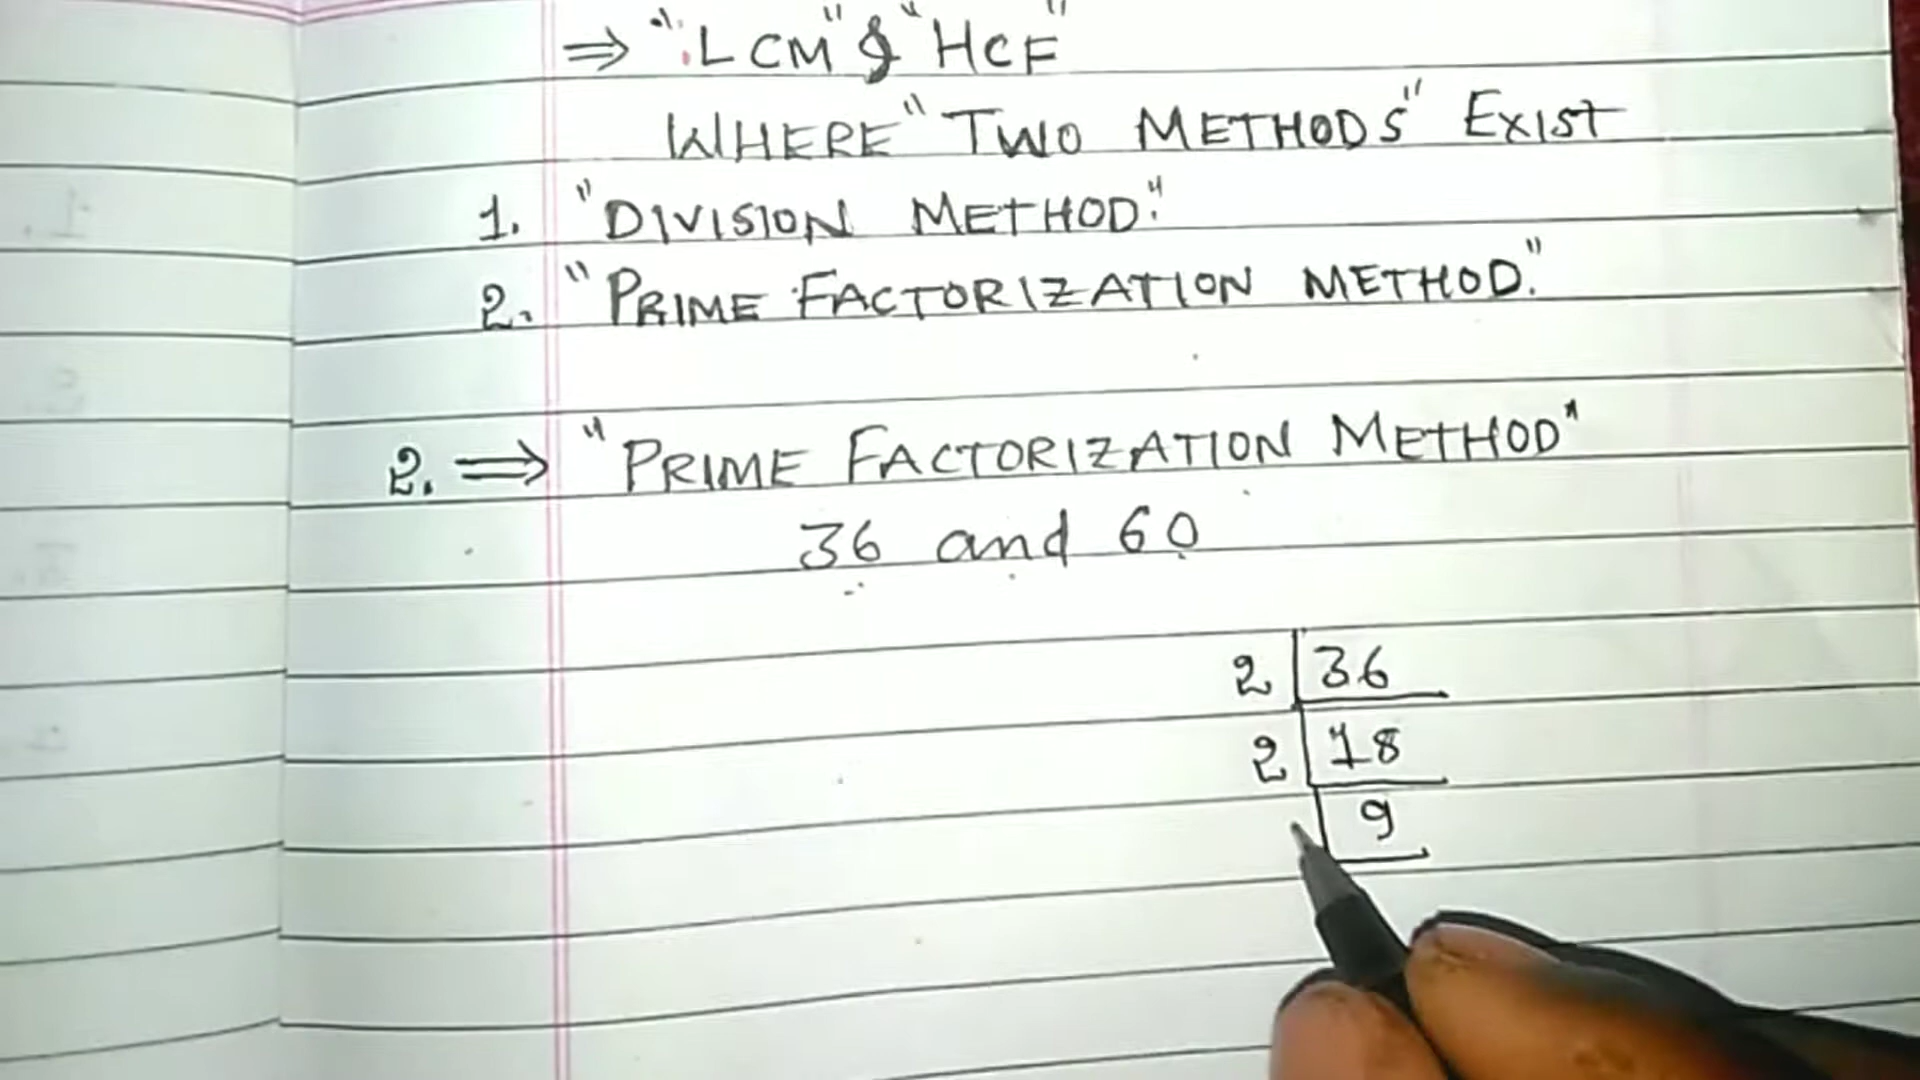 ⇒ "LCM" & "HCF"
WHERE "TWO METHODS" EXIST
1. "DIVISION METHOD."
2. "PRIME FACTORIZATION METHOD."
2. ⇒ "PRIME FACTORIZATION METHOD"
36 and 60
2 | 36
2 | 18
9